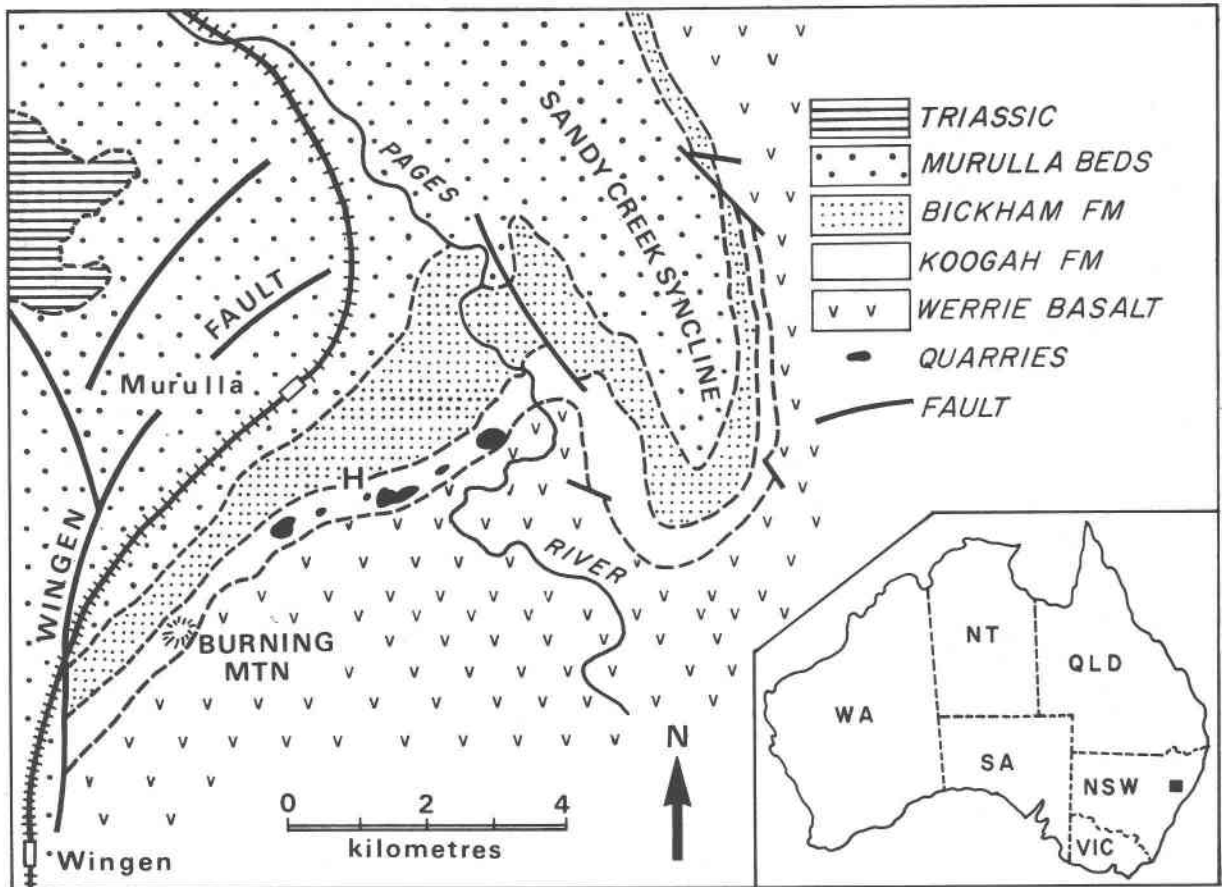 PAGES
SANDY CREEK SYNCLINE
FAULT
Murulla
H
WINGEN
RIVER
BURNING
MTN
Wingen
0 2 4
kilometres
N
TRIASSIC
MURULLA BEDS
BICKHAM FM
KOOGAH FM
WERRIE BASALT
QUARRIES
FAULT
WA
NT
QLD
SA
NSW
VIC